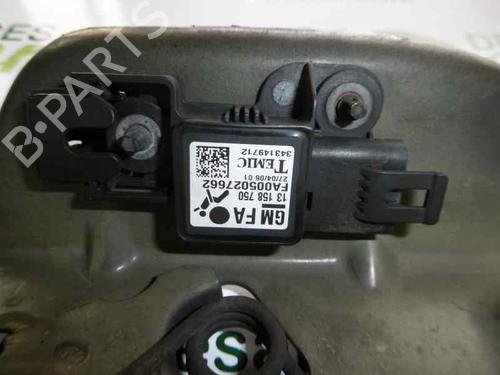 GM FA
13 158 750
FA005027662
27/04/06 01
TEMIC
343149712
B-PARTS